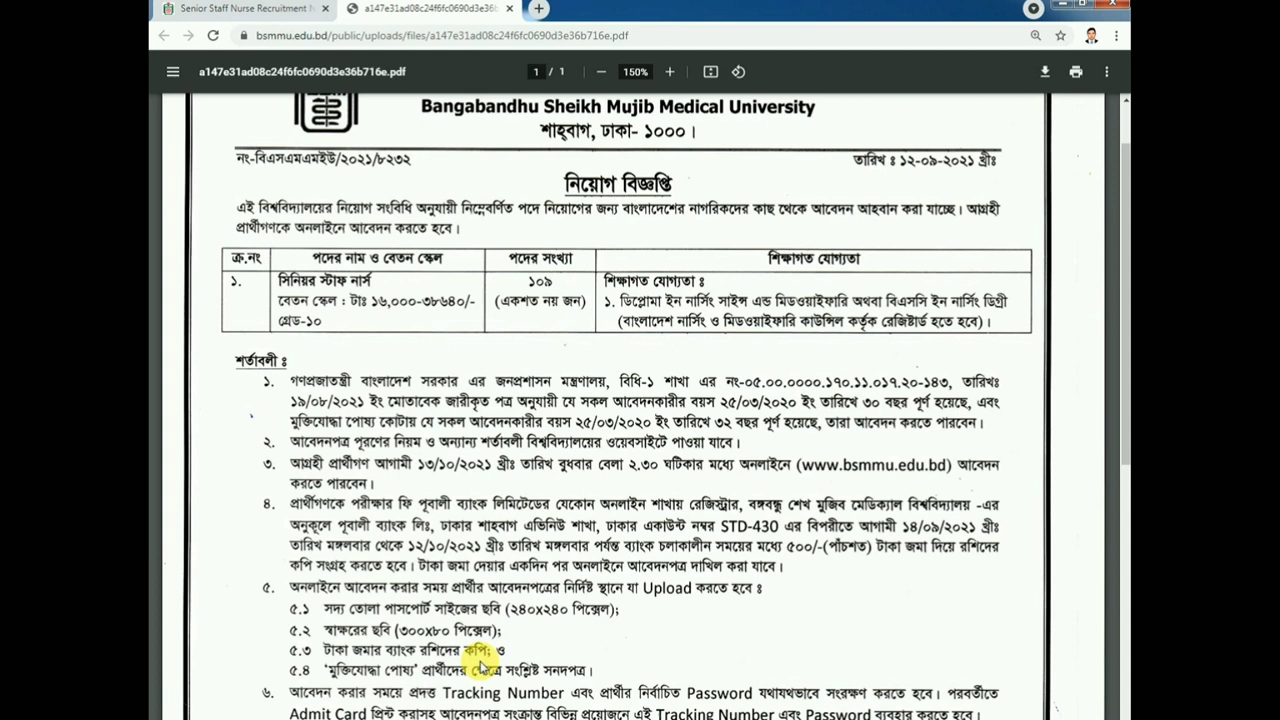 Senior Staff Nurse Recruitment N
a147e31ad08c24f6fc0690d3e36b
bsmmu.edu.bd/public/uploads/files/a147e31ad08c24f6fc0690d3e36b716e.pdf
a147e31ad08c24f6fc0690d3e36b716e.pdf
1 / 1
150%
Bangabandhu Sheikh Mujib Medical University
শাহ্‌বাগ, ঢাকা- ১০০০।
নং-বিএসএমএমইউ/২০২১/৮২৩২ তারিখ ঃ ১২-০৯-২০২১ খ্রীঃ
নিয়োগ বিজ্ঞপ্তি
এই বিশ্ববিদ্যালয়ের নিয়োগ সংবিধি অনুযায়ী নিম্নেবর্ণিত পদে নিয়োগের জন্য বাংলাদেশের নাগরিকদের কাছ থেকে আবেদন আহবান করা যাচ্ছে। আগ্রহী
প্রার্থীগণকে অনলাইনে আবেদন করতে হবে।
ক্র.নং পদের নাম ও বেতন স্কেল পদের সংখ্যা শিক্ষাগত যোগ্যতা
১. সিনিয়র স্টাফ নার্স ১০৯ শিক্ষাগত যোগ্যতা ঃ
বেতন স্কেল : টাঃ ১৬,০০০-৩৮৬৪০/- (একশত নয় জন) ১. ডিপ্লোমা ইন নার্সিং সাইন্স এন্ড মিডওয়াইফারি অথবা বিএসসি ইন নার্সিং ডিগ্রী
গ্রেড-১০ (বাংলাদেশ নার্সিং ও মিডওয়াইফারি কাউন্সিল কর্তৃক রেজিষ্টার্ড হতে হবে)।
শর্তাবলী ঃ
১. গণপ্রজাতন্ত্রী বাংলাদেশ সরকার এর জনপ্রশাসন মন্ত্রণালয়, বিধি-১ শাখা এর নং-০৫.০০.০০০০.১৭০.১১.০১৭.২০-১৪৩, তারিখঃ
১৯/০৮/২০২১ ইং মোতাবেক জারীকৃত পত্র অনুযায়ী যে সকল আবেদনকারীর বয়স ২৫/০৩/২০২০ ইং তারিখে ৩০ বছর পূর্ণ হয়েছে, এবং
মুক্তিযোদ্ধা পোষ্য কোটায় যে সকল আবেদনকারীর বয়স ২৫/০৩/২০২০ ইং তারিখে ৩২ বছর পূর্ণ হয়েছে, তারা আবেদন করতে পারবেন।
২. আবেদনপত্র পূরণের নিয়ম ও অন্যান্য শর্তাবলী বিশ্ববিদ্যালয়ের ওয়েবসাইটে পাওয়া যাবে।
৩. আগ্রহী প্রার্থীগণ আগামী ১৩/১০/২০২১ খ্রীঃ তারিখ বুধবার বেলা ২.৩০ ঘটিকার মধ্যে অনলাইনে (www.bsmmu.edu.bd) আবেদন
করতে পারবেন।
৪. প্রার্থীগণকে পরীক্ষার ফি পূবালী ব্যাংক লিমিটেডের যেকোন অনলাইন শাখায় রেজিস্ট্রার, বঙ্গবন্ধু শেখ মুজিব মেডিক্যাল বিশ্ববিদ্যালয় -এর
অনুকূলে পূবালী ব্যাংক লিঃ, ঢাকার শাহবাগ এভিনিউ শাখা, ঢাকার একাউন্ট নম্বর STD-430 এর বিপরীতে আগামী ১৪/০৯/২০২১ খ্রীঃ
তারিখ মঙ্গলবার থেকে ১২/১০/২০২১ খ্রীঃ তারিখ মঙ্গলবার পর্যন্ত ব্যাংক চলাকালীন সময়ের মধ্যে ৫০০/-(পাঁচশত) টাকা জমা দিয়ে রশিদের
কপি সংগ্রহ করতে হবে। টাকা জমা দেয়ার একদিন পর অনলাইনে আবেদনপত্র দাখিল করা যাবে।
৫. অনলাইনে আবেদন করার সময় প্রার্থীর আবেদনপত্রের নির্দিষ্ট স্থানে যা Upload করতে হবে ঃ
৫.১ সদ্য তোলা পাসপোর্ট সাইজের ছবি (২৪০x২৪০ পিক্সেল);
৫.২ স্বাক্ষরের ছবি (৩০০x৮০ পিক্সেল);
৫.৩ টাকা জমার ব্যাংক রশিদের কপি; ও
৫.৪ 'মুক্তিযোদ্ধা পোষ্য' প্রার্থীদের ক্ষেত্রে সংশ্লিষ্ট সনদপত্র।
৬. আবেদন করার সময়ে প্রদত্ত Tracking Number এবং প্রার্থীর নির্বাচিত Password যথাযথভাবে সংরক্ষণ করতে হবে। পরবর্তীতে
Admit Card প্রিন্ট করাসহ আবেদনপত্র সংক্রান্ত বিভিন্ন প্রয়োজনে এই Tracking Number এবং Password ব্যবহার করতে হবে।